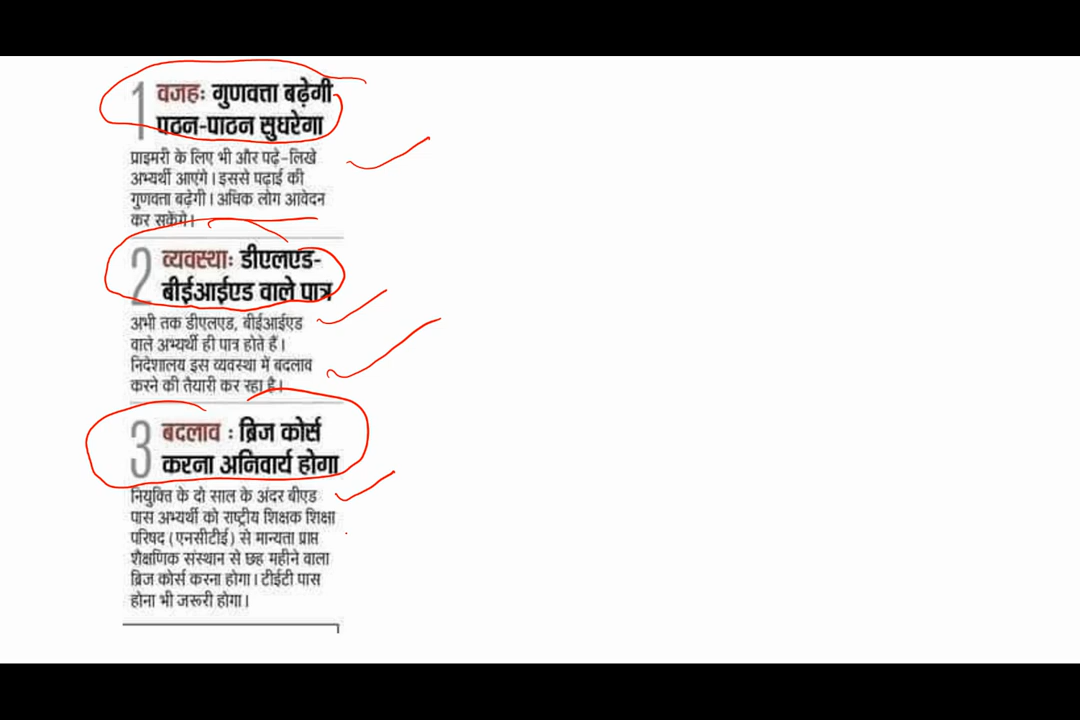 1 वजहः गुणवत्ता बढ़ेगी
पठन-पाठन सुधरेगा
प्राइमरी के लिए भी और पढ़े-लिखे
अभ्यर्थी आएंगे। इससे पढ़ाई की
गुणवत्ता बढ़ेगी। अधिक लोग आवेदन
कर सकेंगे।
2 व्यवस्थाः डीएलएड-
बीईआईएड वाले पात्र
अभी तक डीएलएड, बीईआईएड
वाले अभ्यर्थी ही पात्र होते हैं।
निदेशालय इस व्यवस्था में बदलाव
करने की तैयारी कर रहा है।
3 बदलाव : ब्रिज कोर्स
करना अनिवार्य होगा
नियुक्ति के दो साल के अंदर बीएड
पास अभ्यर्थी को राष्ट्रीय शिक्षक शिक्षा
परिषद (एनसीटीई) से मान्यता प्राप्त
शैक्षणिक संस्थान से छह महीने वाला
ब्रिज कोर्स करना होगा। टीईटी पास
होना भी जरूरी होगा।